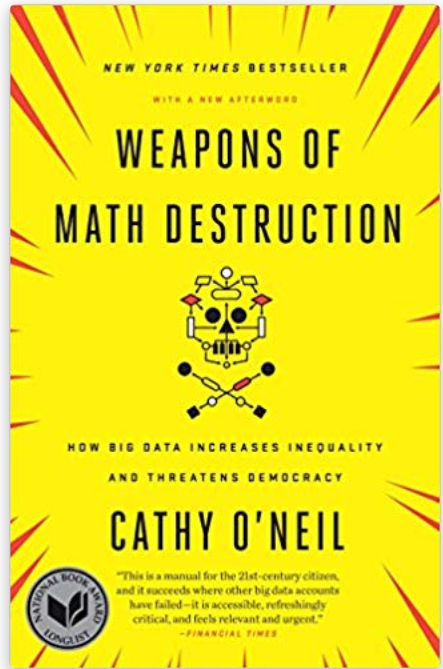 NEW YORK TIMES BESTSELLER
WITH A NEW AFTERWORD
WEAPONS OF
MATH DESTRUCTION
HOW BIG DATA INCREASES INEQUALITY
AND THREATENS DEMOCRACY
CATHY O'NEIL
"This is a manual for the 21st-century citizen,
and it succeeds where other big data accounts
have failed—it is accessible, refreshingly
critical, and feels relevant and urgent."
—FINANCIAL TIMES
NATIONAL BOOK AWARD
LONGLIST